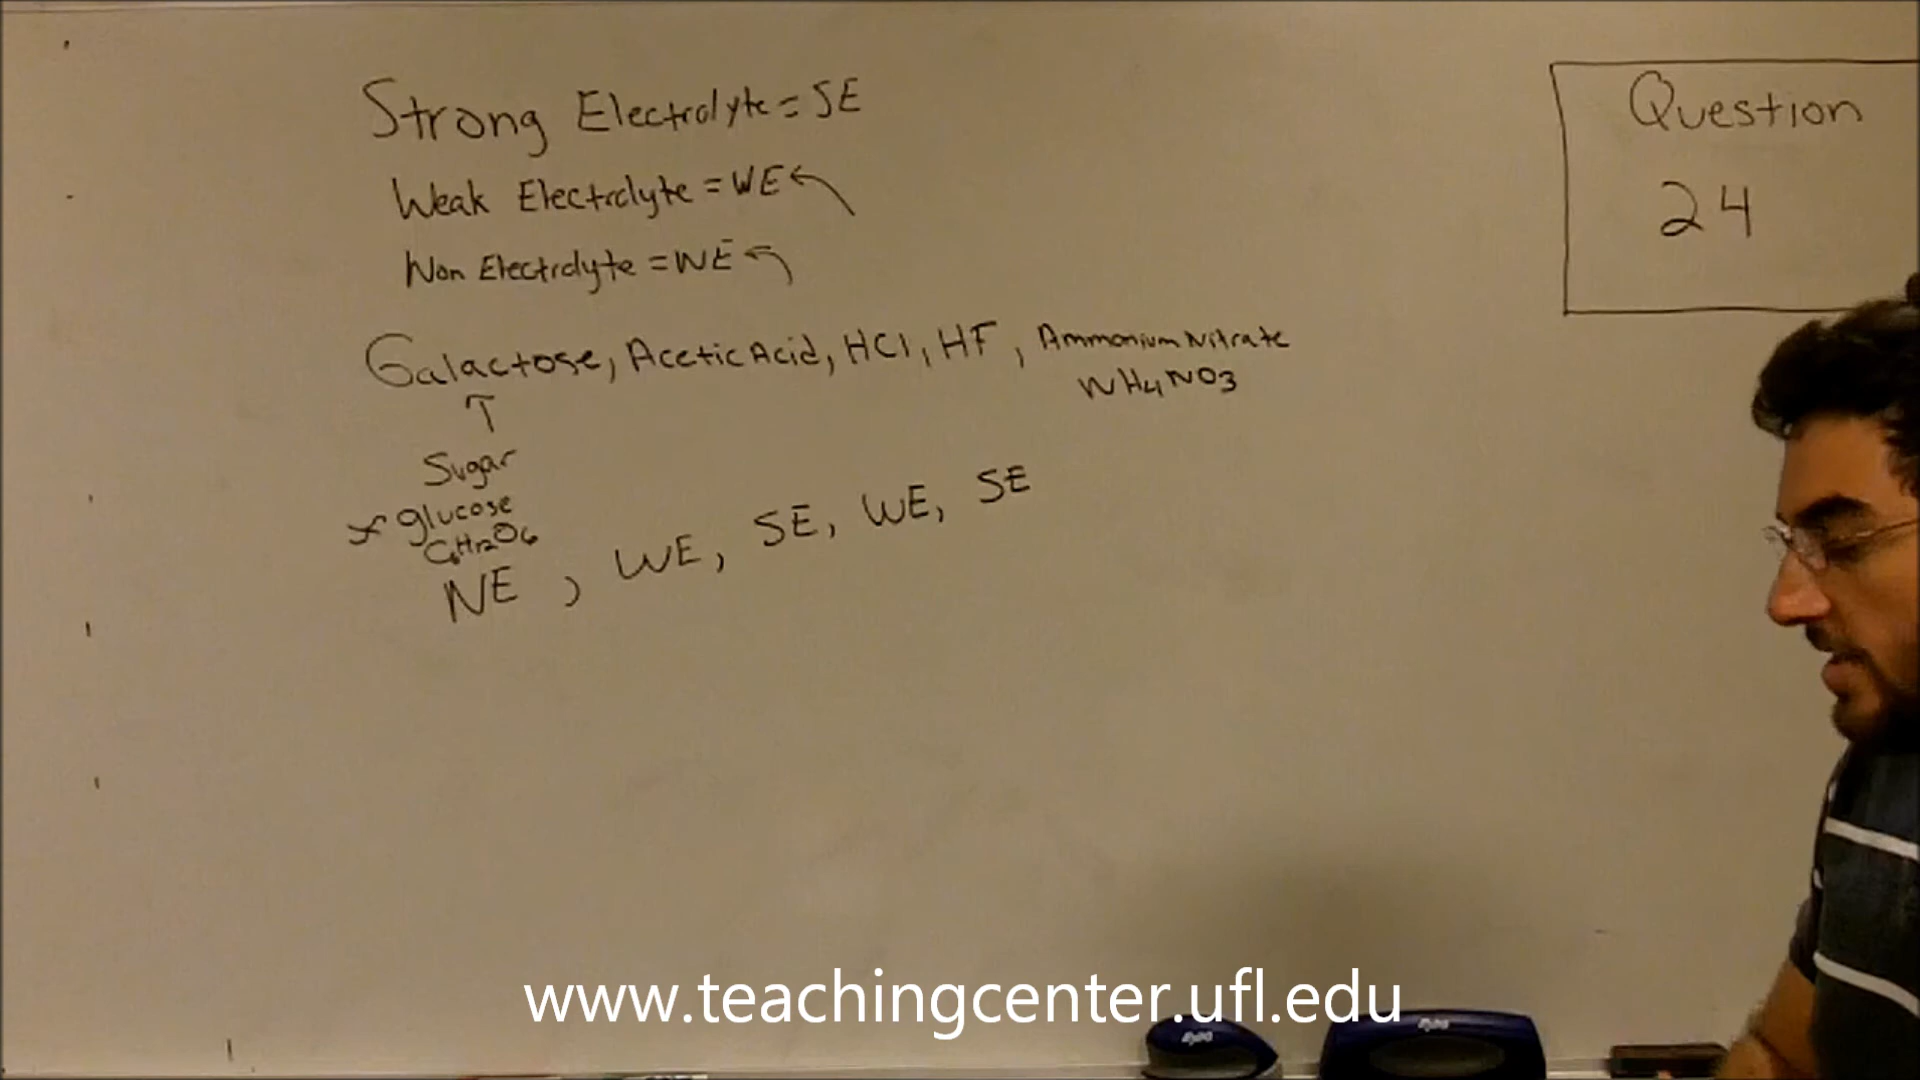 Strong Electrolyte = SE
Weak Electrolyte = WE
Non Electrolyte = NE
Question
24
Galactose, Acetic Acid, HCl, HF, Ammonium Nitrate
NH4NO3
Sugar
* glucose
C6H12O6
NE, WE, SE, WE, SE
www.teachingcenter.ufl.edu